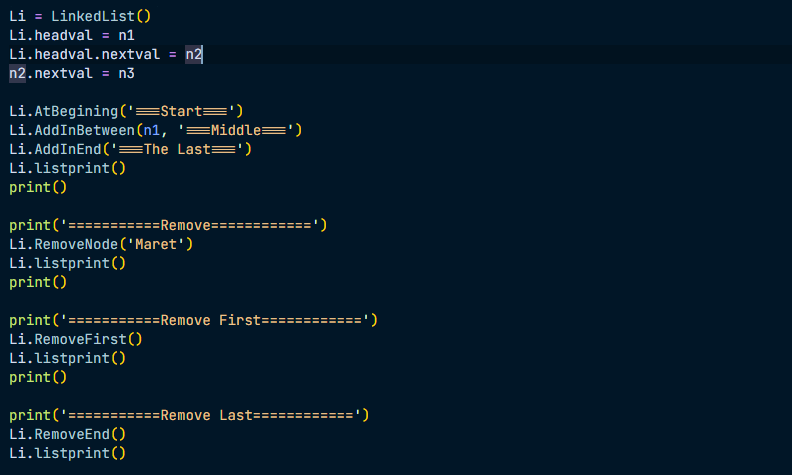 Li = LinkedList()
Li.headval = n1
Li.headval.nextval = n2
n2.nextval = n3
Li.AtBegining('===Start===')
Li.AddInBetween(n1, '===Middle===')
Li.AddInEnd('===The Last===')
Li.listprint()
print()
print('===========Remove============')
Li.RemoveNode('Maret')
Li.listprint()
print()
print('===========Remove First============')
Li.RemoveFirst()
Li.listprint()
print()
print('===========Remove Last============')
Li.RemoveEnd()
Li.listprint()